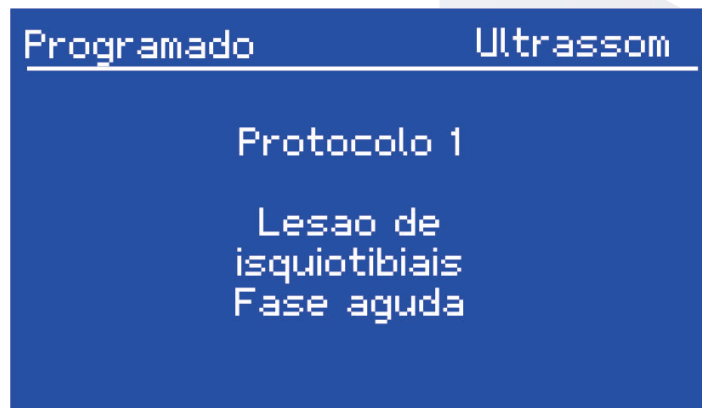 Programado Ultrassom
Protocolo 1
Lesao de
isquiotibiais
Fase aguda